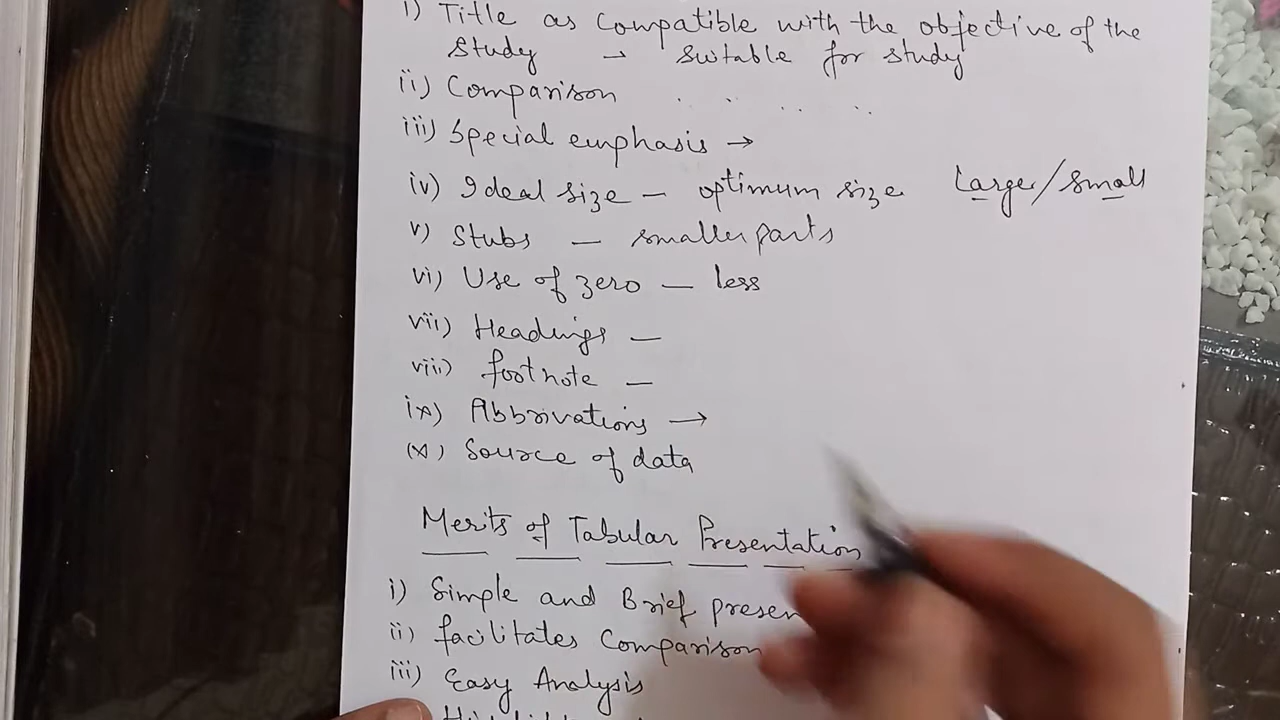 i) Title as compatible with the objective of the
study → suitable for study
ii) Comparison
iii) Special emphasis →
iv) Ideal size — optimum size Large/small
v) Stubs — smaller parts
vi) Use of zero — less
vii) Headings —
viii) footnote —
ix) Abbrivations →
(x) Source of data
Merits of Tabular Presentation
i) Simple and Brief presen
ii) facilitates Comparison
iii) Easy Analysis